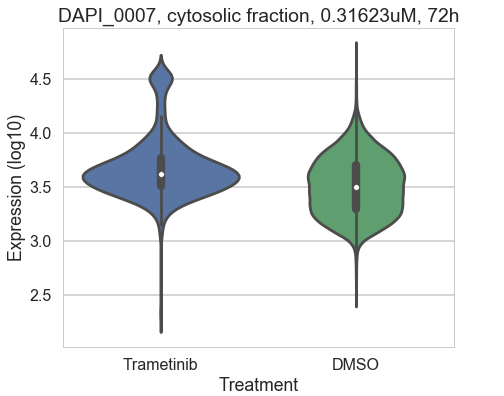 DAPI_0007, cytosolic fraction, 0.31623uM, 72h
Expression (log10)
4.5
4.0
3.5
3.0
2.5
Trametinib
DMSO
Treatment